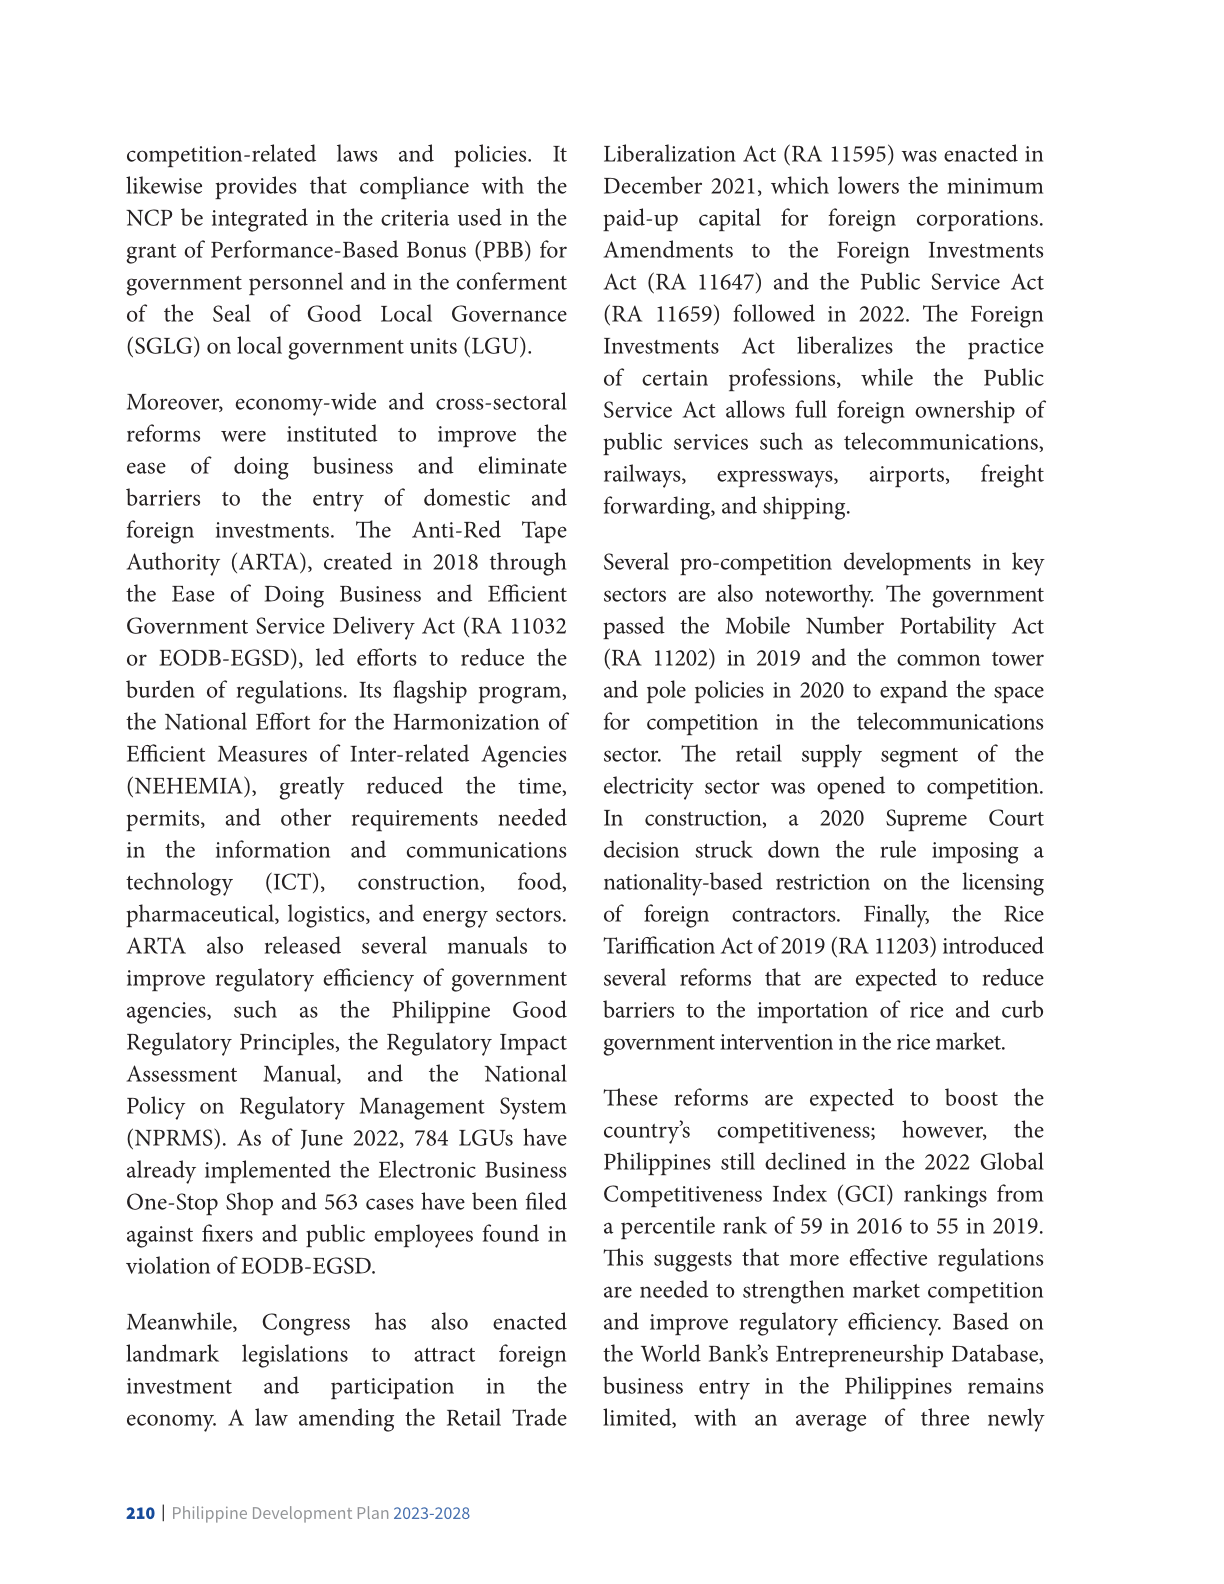 competition-related laws and policies. It
likewise provides that compliance with the
NCP be integrated in the criteria used in the
grant of Performance-Based Bonus (PBB) for
government personnel and in the conferment
of the Seal of Good Local Governance
(SGLG) on local government units (LGU).
Moreover, economy-wide and cross-sectoral
reforms were instituted to improve the
ease of doing business and eliminate
barriers to the entry of domestic and
foreign investments. The Anti-Red Tape
Authority (ARTA), created in 2018 through
the Ease of Doing Business and Efficient
Government Service Delivery Act (RA 11032
or EODB-EGSD), led efforts to reduce the
burden of regulations. Its flagship program,
the National Effort for the Harmonization of
Efficient Measures of Inter-related Agencies
(NEHEMIA), greatly reduced the time,
permits, and other requirements needed
in the information and communications
technology (ICT), construction, food,
pharmaceutical, logistics, and energy sectors.
ARTA also released several manuals to
improve regulatory efficiency of government
agencies, such as the Philippine Good
Regulatory Principles, the Regulatory Impact
Assessment Manual, and the National
Policy on Regulatory Management System
(NPRMS). As of June 2022, 784 LGUs have
already implemented the Electronic Business
One-Stop Shop and 563 cases have been filed
against fixers and public employees found in
violation of EODB-EGSD.
Meanwhile, Congress has also enacted
landmark legislations to attract foreign
investment and participation in the
economy. A law amending the Retail Trade
Liberalization Act (RA 11595) was enacted in
December 2021, which lowers the minimum
paid-up capital for foreign corporations.
Amendments to the Foreign Investments
Act (RA 11647) and the Public Service Act
(RA 11659) followed in 2022. The Foreign
Investments Act liberalizes the practice
of certain professions, while the Public
Service Act allows full foreign ownership of
public services such as telecommunications,
railways, expressways, airports, freight
forwarding, and shipping.
Several pro-competition developments in key
sectors are also noteworthy. The government
passed the Mobile Number Portability Act
(RA 11202) in 2019 and the common tower
and pole policies in 2020 to expand the space
for competition in the telecommunications
sector. The retail supply segment of the
electricity sector was opened to competition.
In construction, a 2020 Supreme Court
decision struck down the rule imposing a
nationality-based restriction on the licensing
of foreign contractors. Finally, the Rice
Tariffication Act of 2019 (RA 11203) introduced
several reforms that are expected to reduce
barriers to the importation of rice and curb
government intervention in the rice market.
These reforms are expected to boost the
country’s competitiveness; however, the
Philippines still declined in the 2022 Global
Competitiveness Index (GCI) rankings from
a percentile rank of 59 in 2016 to 55 in 2019.
This suggests that more effective regulations
are needed to strengthen market competition
and improve regulatory efficiency. Based on
the World Bank’s Entrepreneurship Database,
business entry in the Philippines remains
limited, with an average of three newly
210 | Philippine Development Plan 2023-2028